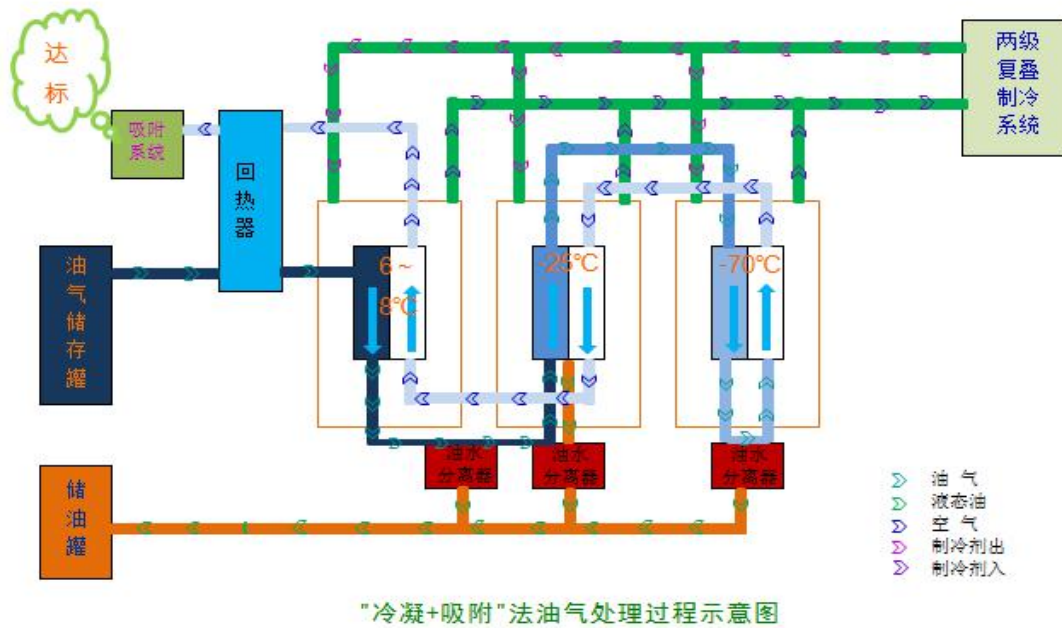 达
标
吸附
系统
回
热
器
两级
复叠
制冷
系统
油
气
储
存
罐
6~
8℃
-25℃
-70℃
油水
分离器
油水
分离器
油水
分离器
储
油
罐
油 气
液态油
空 气
制冷剂出
制冷剂入
"冷凝+吸附"法油气处理过程示意图